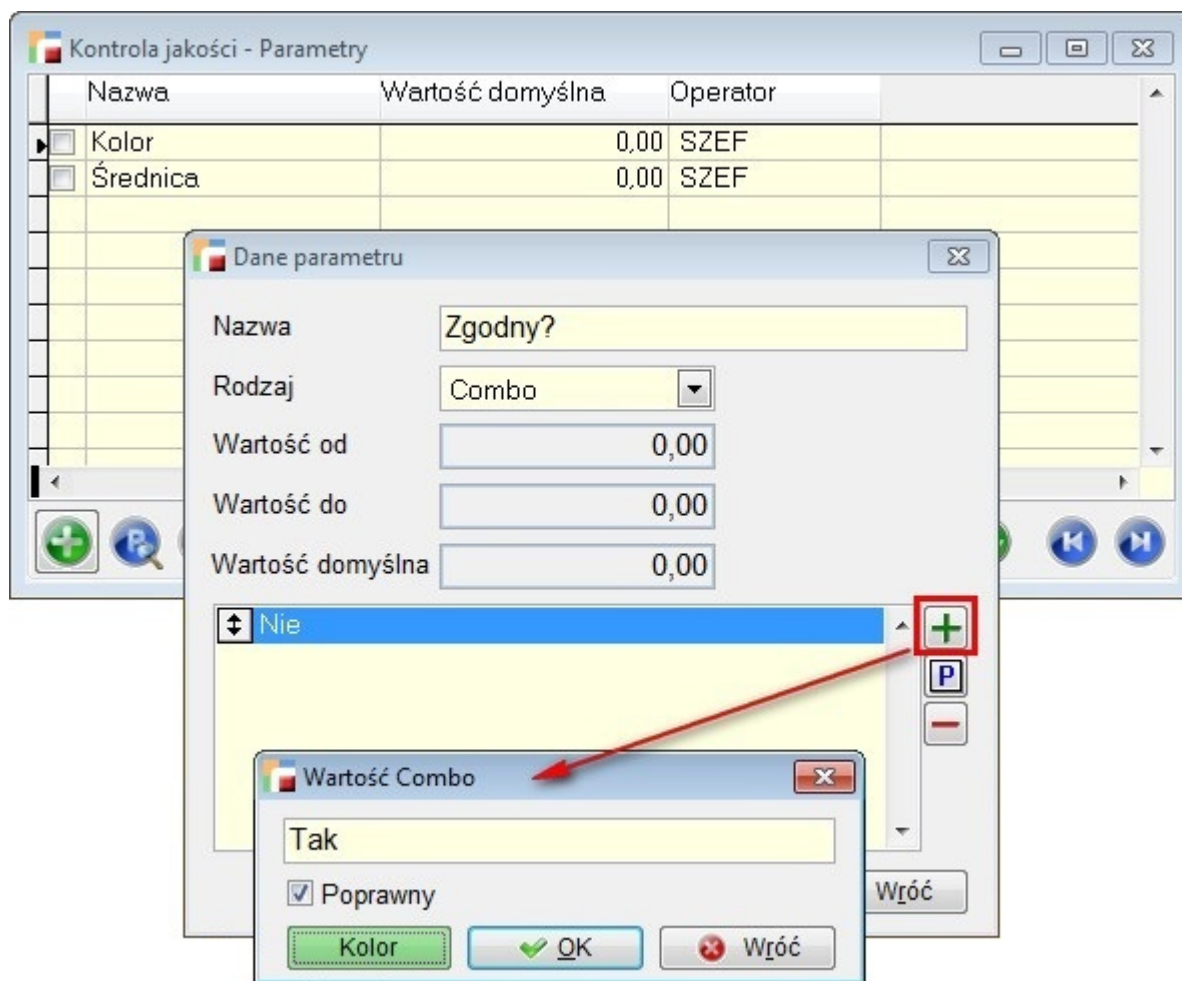 Kontrola jakości - Parametry
Nazwa Wartość domyślna Operator
Kolor 0,00 SZEF
Średnica 0,00 SZEF
Dane parametru
Nazwa Zgodny?
Rodzaj Combo
Wartość od 0,00
Wartość do 0,00
Wartość domyślna 0,00
Nie
P
Wartość Combo
Tak
Poprawny
Wróć
Kolor OK Wróć